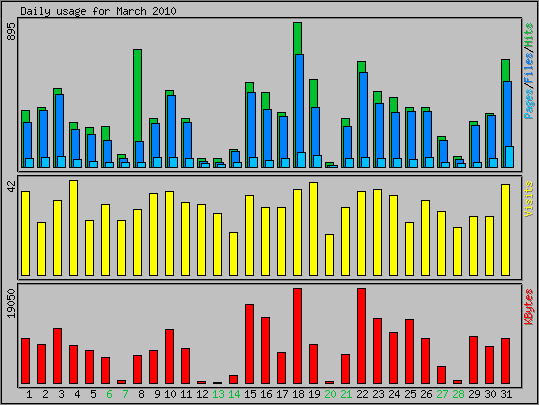 Daily usage for March 2010
895
Pages/Files/Hits
42
Visits
19050
KBytes
1 2 3 4 5 6 7 8 9 10 11 12 13 14 15 16 17 18 19 20 21 22 23 24 25 26 27 28 29 30 31